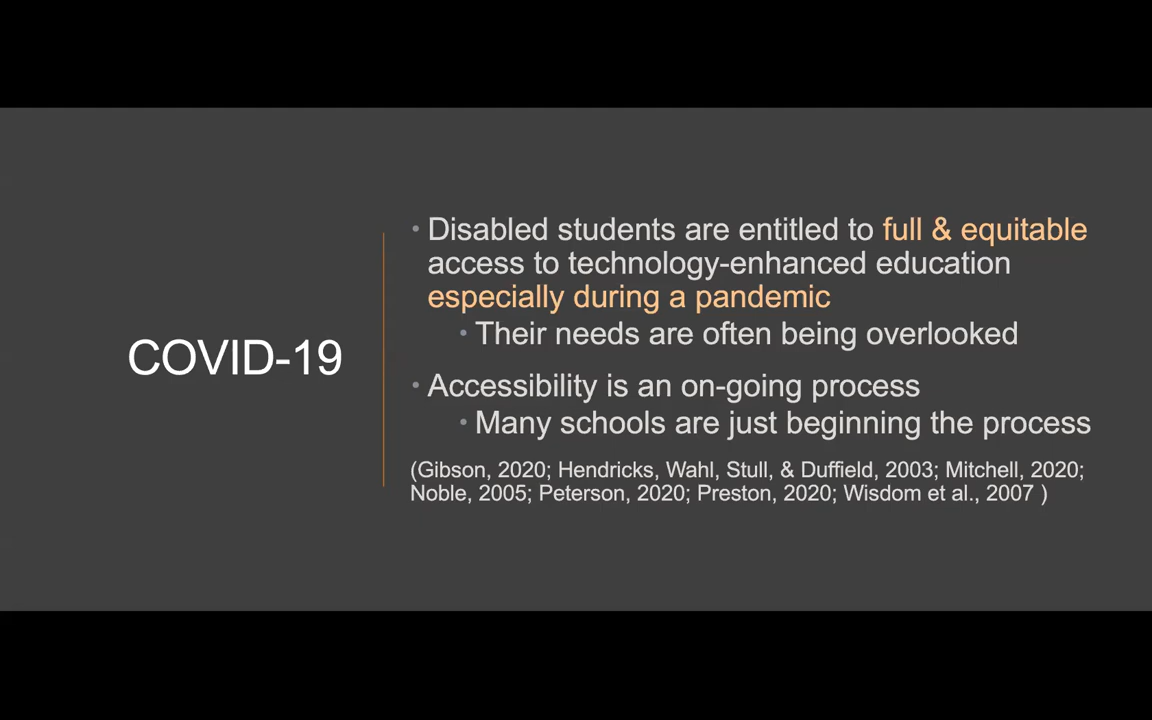 COVID-19
• Disabled students are entitled to full & equitable
access to technology-enhanced education
especially during a pandemic
• Their needs are often being overlooked
• Accessibility is an on-going process
• Many schools are just beginning the process
(Gibson, 2020; Hendricks, Wahl, Stull, & Duffield, 2003; Mitchell, 2020;
Noble, 2005; Peterson, 2020; Preston, 2020; Wisdom et al., 2007 )